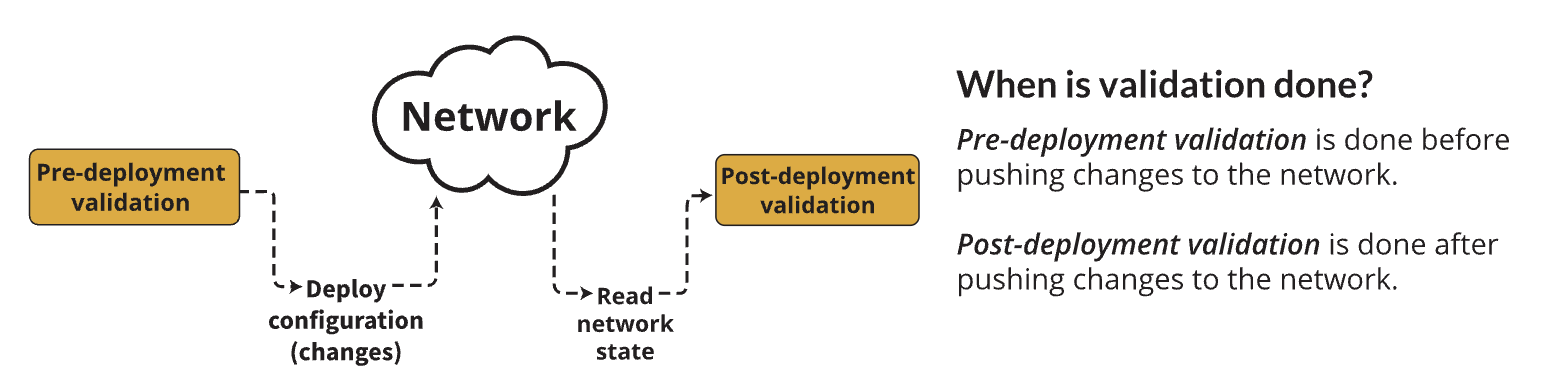 Network
Pre-deployment
validation
Deploy
configuration
(changes)
Read
network
state
Post-deployment
validation
When is validation done?
Pre-deployment validation is done before
pushing changes to the network.
Post-deployment validation is done after
pushing changes to the network.